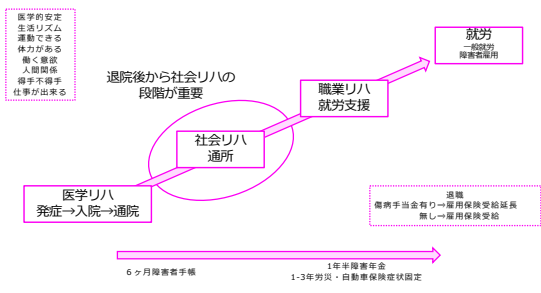 医学的安定
生活リズム
運動できる
体力がある
働く意欲
人間関係
得手不得手
仕事が出来る
就労
一般就労
障害者雇用
退院後から社会リハの
段階が重要
職業リハ
就労支援
社会リハ
通所
医学リハ
発症→入院→通院
退職
傷病手当金有り→雇用保険受給延長
無し→雇用保険受給
6ヶ月障害者手帳
1年半障害年金
1-3年労災・自動車保険症状固定